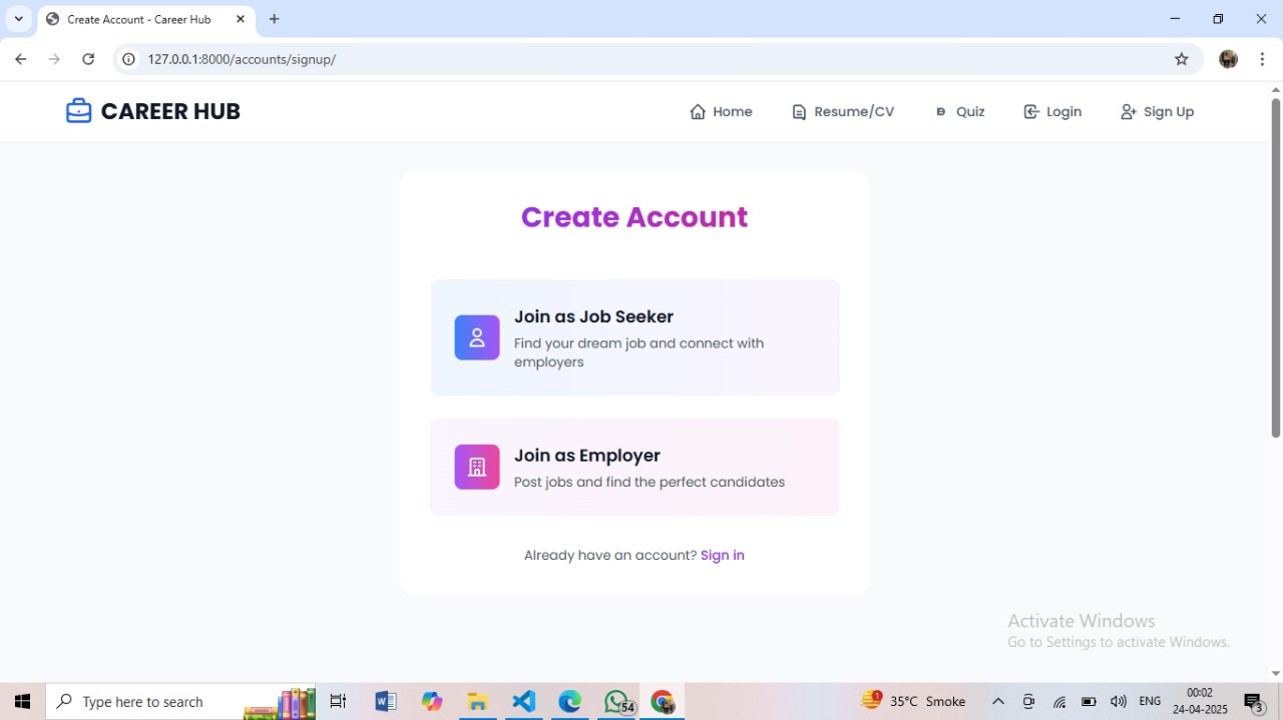 Create Account - Career Hub
127.0.0.1:8000/accounts/signup/
CAREER HUB
Home
Resume/CV
Quiz
Login
Sign Up
Create Account
Join as Job Seeker
Find your dream job and connect with
employers
Join as Employer
Post jobs and find the perfect candidates
Already have an account? Sign in
Activate Windows
Go to Settings to activate Windows.
Type here to search
54
1
35°C Smoke
ENG
00:02
24-04-2025
3